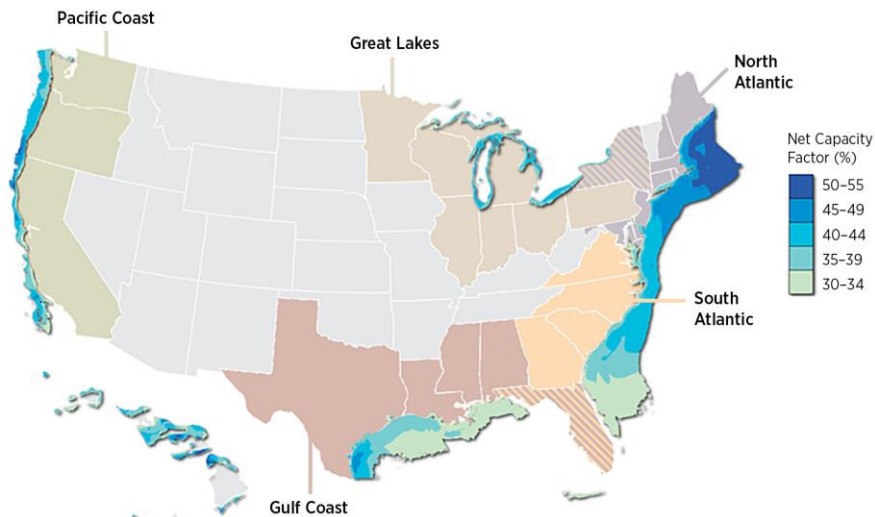 Pacific Coast
Great Lakes
North
Atlantic
Net Capacity
Factor (%)
50–55
45–49
40–44
35–39
30–34
South
Atlantic
Gulf Coast